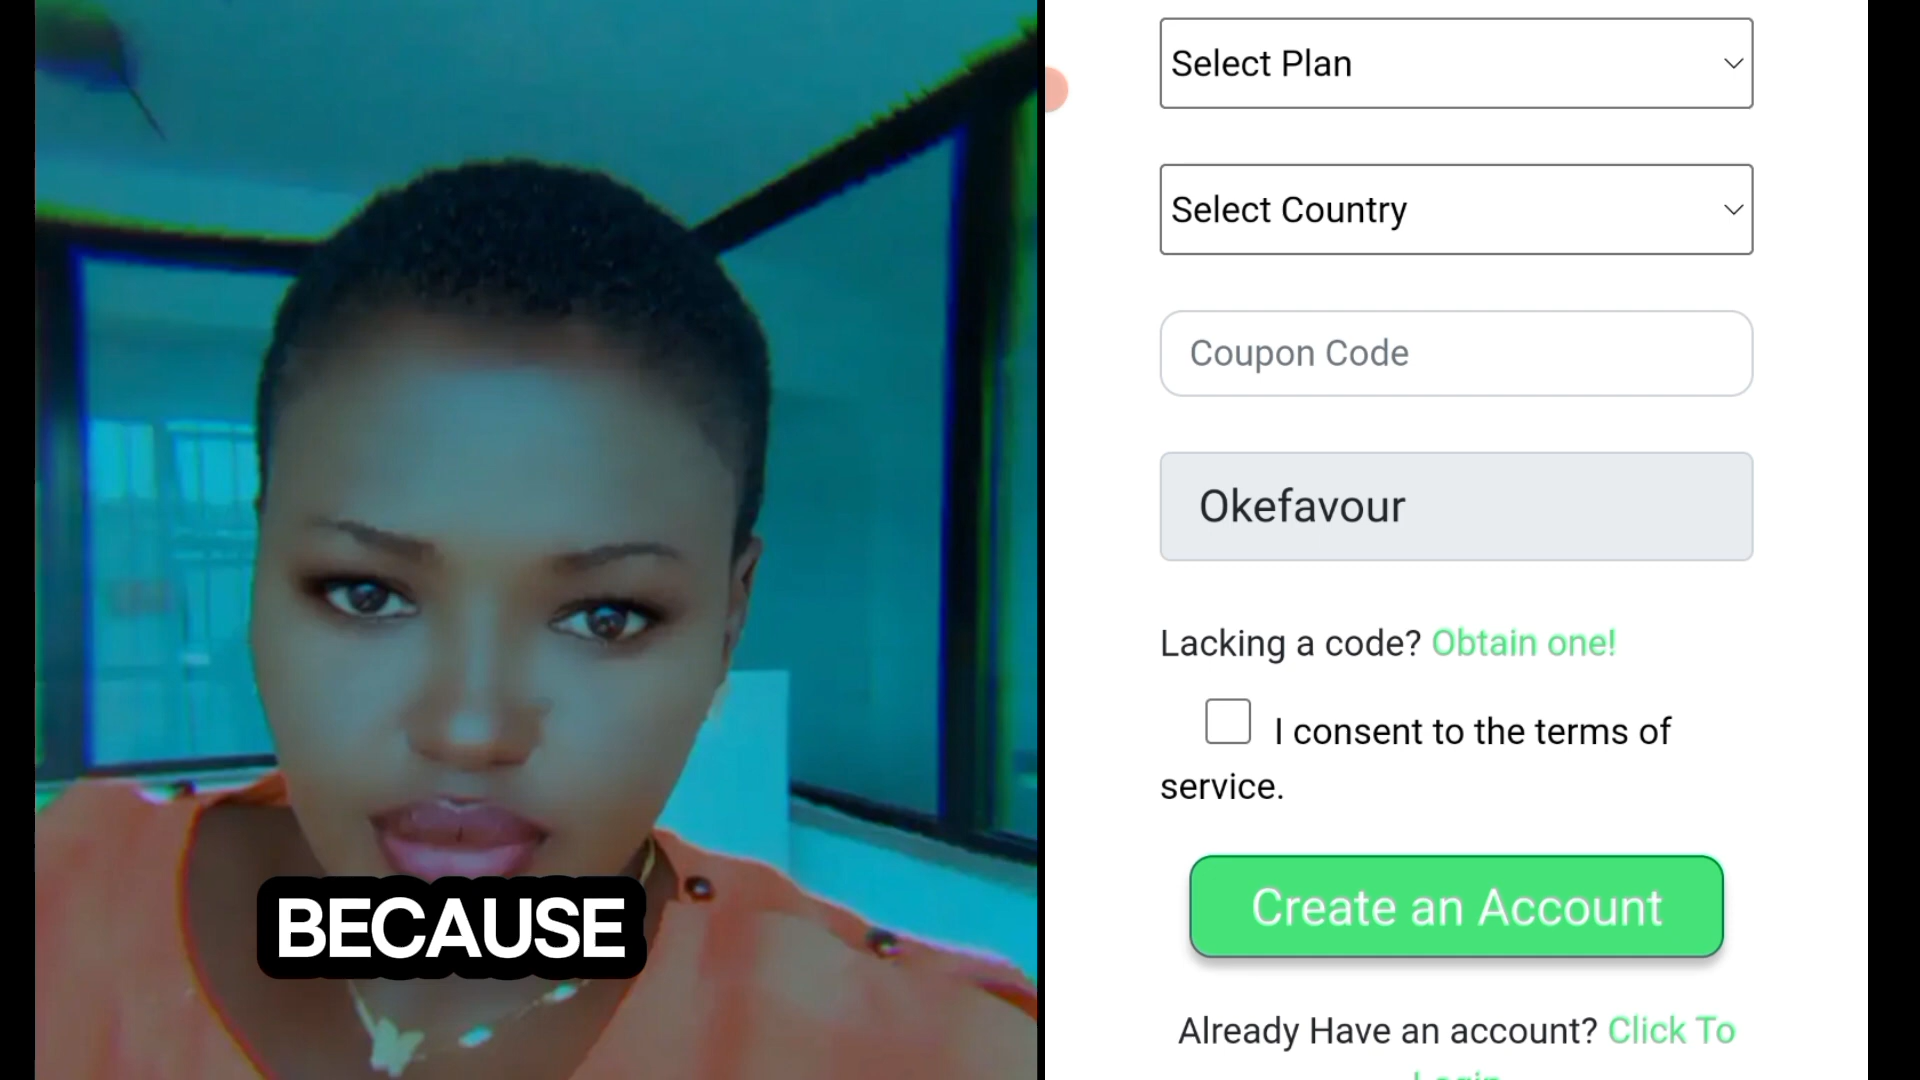 BECAUSE
Select Plan
Select Country
Coupon Code
Okefavour
Lacking a code? Obtain one!
I consent to the terms of
service.
Create an Account
Already Have an account? Click To
Login